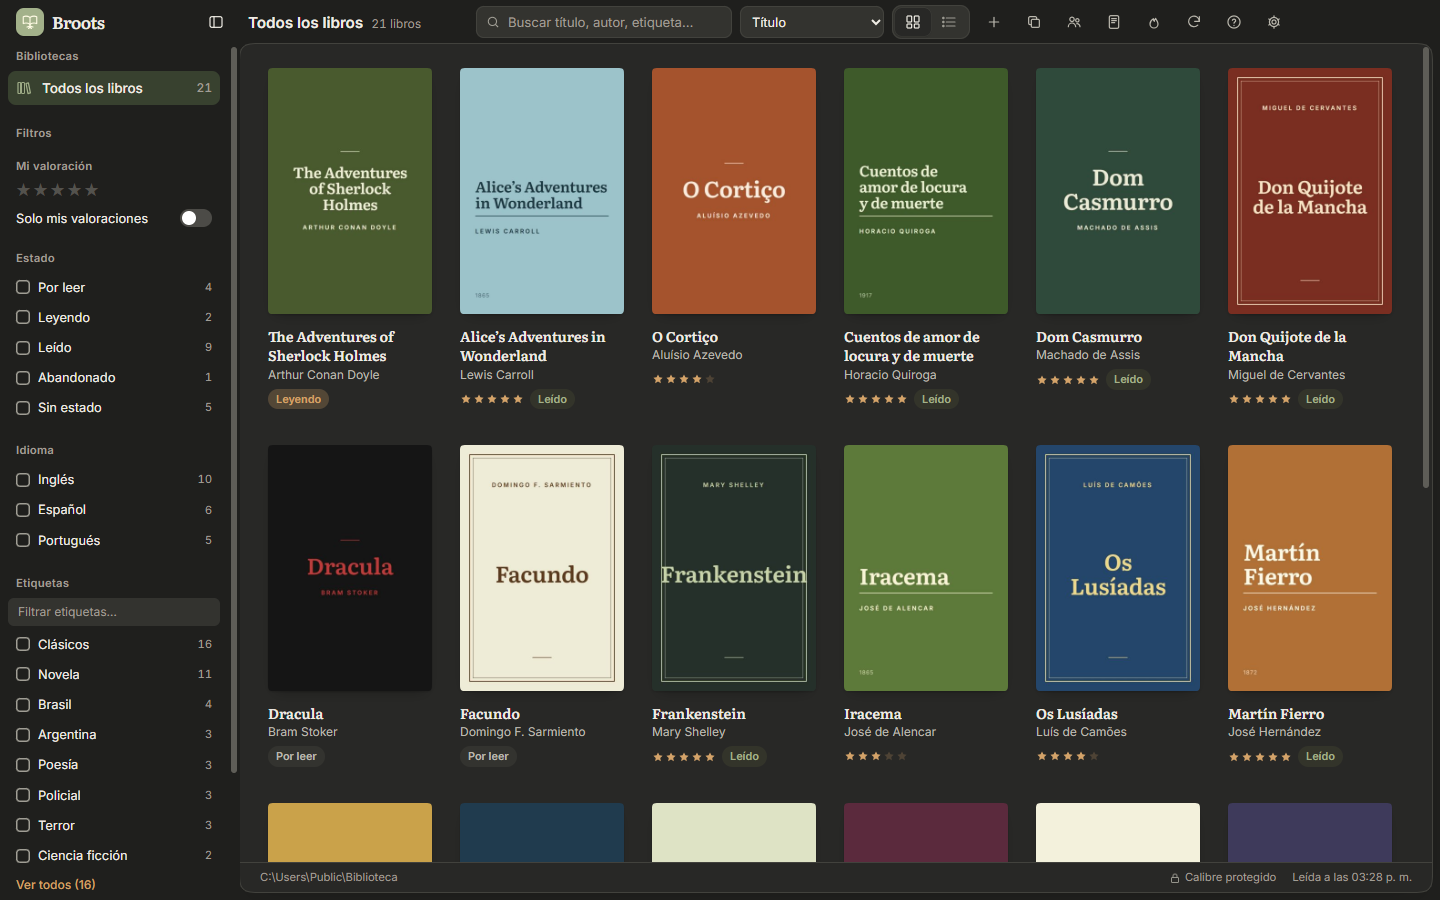 Broots
Todos los libros 21 libros
Buscar título, autor, etiqueta...
Título
Bibliotecas
Todos los libros 21
Filtros
Mi valoración
Solo mis valoraciones
Estado
Por leer 4
Leyendo 2
Leído 9
Abandonado 1
Sin estado 5
Idioma
Inglés 10
Español 6
Portugués 5
Etiquetas
Filtrar etiquetas...
Clásicos 16
Novela 11
Brasil 4
Argentina 3
Poesía 3
Policial 3
Terror 3
Ciencia ficción 2
Ver todos (16)
The Adventures
of Sherlock
Holmes
ARTHUR CONAN DOYLE
The Adventures of
Sherlock Holmes
Arthur Conan Doyle
Leyendo
Alice’s Adventures
in Wonderland
LEWIS CARROLL
1865
Alice’s Adventures in
Wonderland
Lewis Carroll
Leído
O Cortiço
ALUÍSIO AZEVEDO
O Cortiço
Aluísio Azevedo
Cuentos de
amor de locura
y de muerte
HORACIO QUIROGA
1917
Cuentos de amor de
locura y de muerte
Horacio Quiroga
Leído
Dom
Casmurro
MACHADO DE ASSIS
Dom Casmurro
Machado de Assis
Leído
MIGUEL DE CERVANTES
Don Quijote
de la Mancha
Don Quijote de la
Mancha
Miguel de Cervantes
Leído
Dracula
BRAM STOKER
Dracula
Bram Stoker
Por leer
DOMINGO F. SARMIENTO
Facundo
Facundo
Domingo F. Sarmiento
Por leer
MARY SHELLEY
Frankenstein
Frankenstein
Mary Shelley
Leído
Iracema
JOSÉ DE ALENCAR
1865
Iracema
José de Alencar
LUÍS DE CAMÕES
Os
Lusíadas
Os Lusíadas
Luís de Camões
Martín
Fierro
JOSÉ HERNÁNDEZ
1872
Martín Fierro
José Hernández
Leído
C:\Users\Public\Biblioteca
Calibre protegido
Leída a las 03:28 p. m.